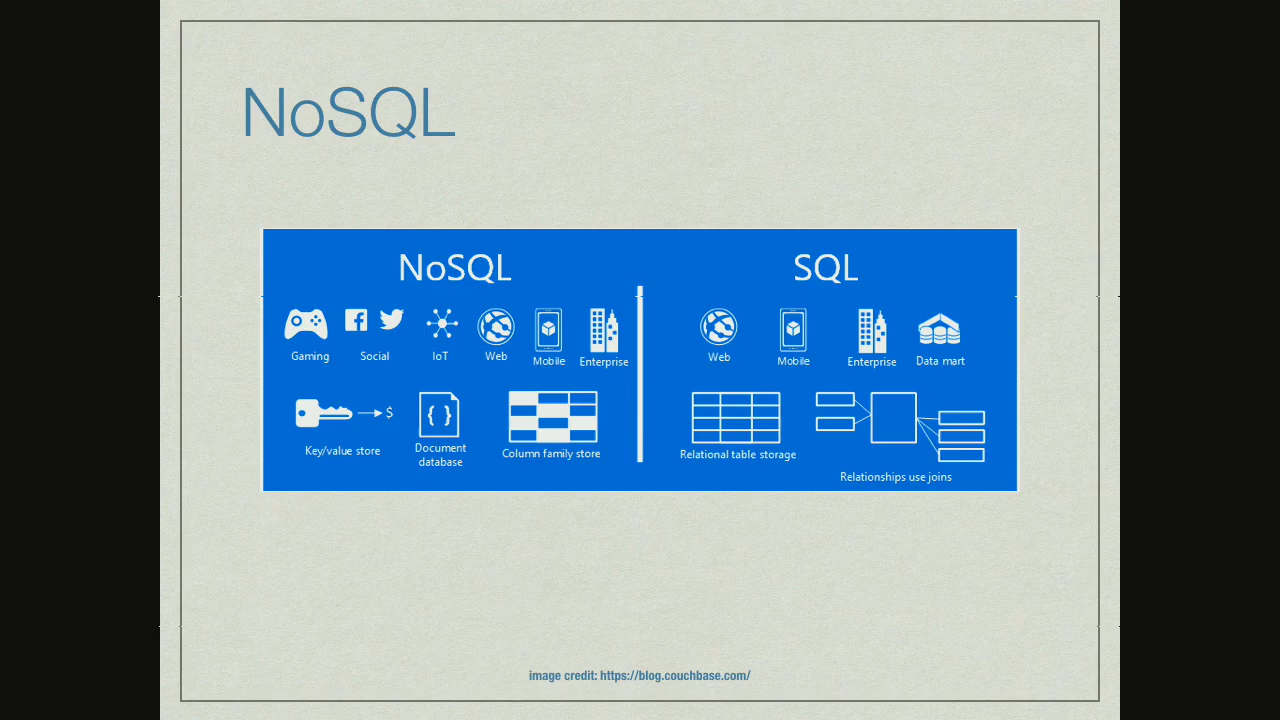 NoSQL
NoSQL
SQL
Gaming
Social
IoT
Web
Mobile
Enterprise
Web
Mobile
Enterprise
Data mart
$
{ }
Key/value store
Document
database
Column family store
Relational table storage
Relationships use joins
image credit: https://blog.couchbase.com/